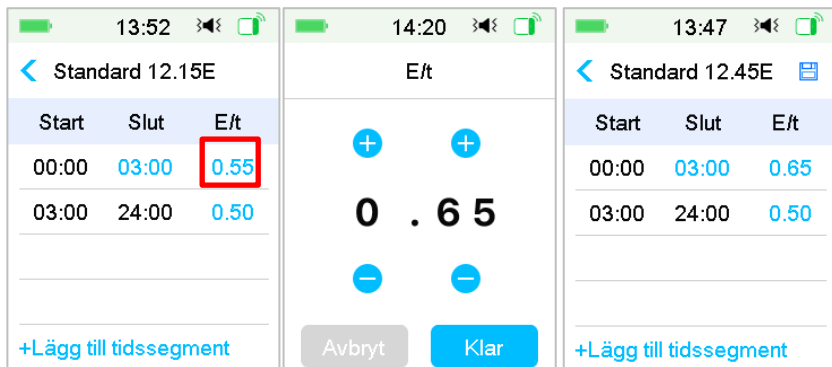 13:52
Standard 12.15E
Start Slut E/t
00:00 03:00 0.55
03:00 24:00 0.50
+Lägg till tidssegment
14:20
E/t
0 . 65
Avbryt Klar
13:47
Standard 12.45E
Start Slut E/t
00:00 03:00 0.65
03:00 24:00 0.50
+Lägg till tidssegment